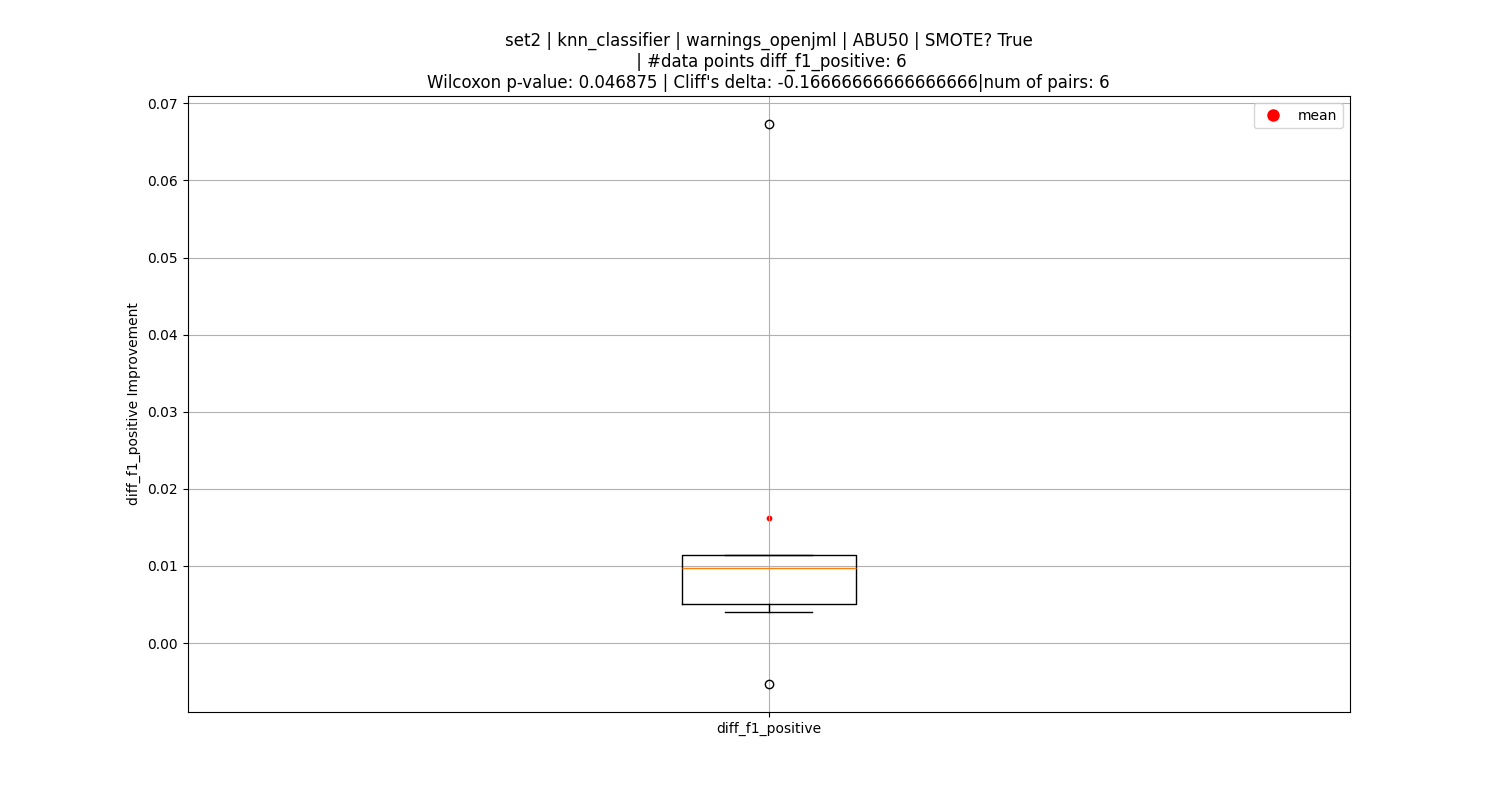 set2 | knn_classifier | warnings_openjml | ABU50 | SMOTE? True
| #data points diff_f1_positive: 6
Wilcoxon p-value: 0.046875 | Cliff's delta: -0.16666666666666666|num of pairs: 6
mean
0.07
0.06
0.05
0.04
0.03
0.02
0.01
0.00
diff_f1_positive Improvement
diff_f1_positive